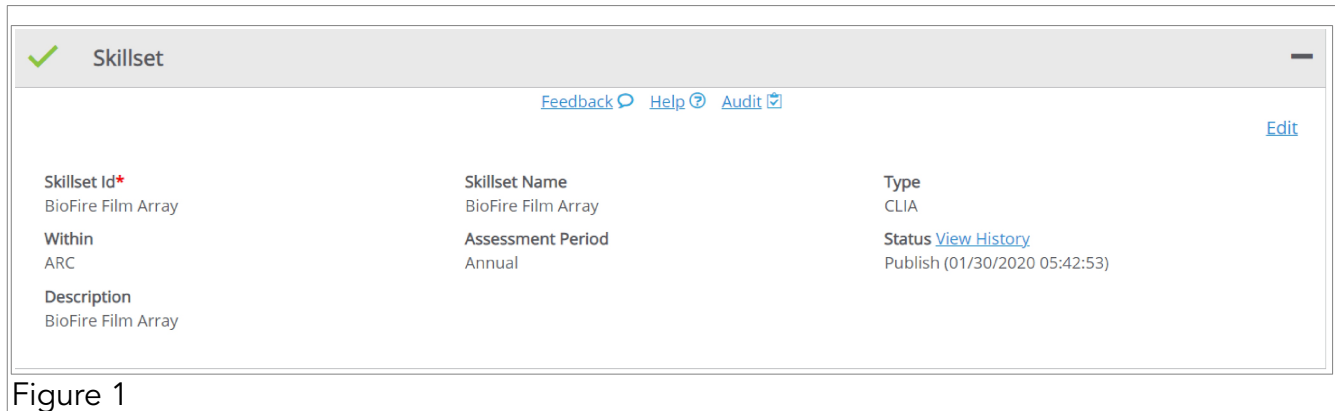 Skillset
Feedback Help Audit
Edit
Skillset Id* Skillset Name Type
BioFire Film Array BioFire Film Array CLIA
Within Assessment Period Status View History
ARC Annual Publish (01/30/2020 05:42:53)
Description
BioFire Film Array
Figure 1